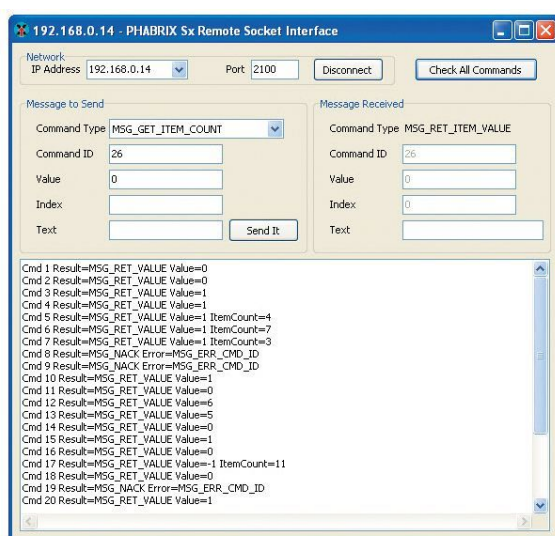 192.168.0.14 - PHABRIX Sx Remote Socket Interface
Network
IP Address 192.168.0.14 Port 2100 Disconnect Check All Commands
Message to Send
Command Type MSG_GET_ITEM_COUNT
Command ID 26
Value 0
Index
Text Send It
Message Received
Command Type MSG_RET_ITEM_VALUE
Command ID 26
Value 0
Index 0
Text
Cmd 1 Result=MSG_RET_VALUE Value=0
Cmd 2 Result=MSG_RET_VALUE Value=0
Cmd 3 Result=MSG_RET_VALUE Value=1
Cmd 4 Result=MSG_RET_VALUE Value=1
Cmd 5 Result=MSG_RET_VALUE Value=1 ItemCount=4
Cmd 6 Result=MSG_RET_VALUE Value=1 ItemCount=7
Cmd 7 Result=MSG_RET_VALUE Value=1 ItemCount=3
Cmd 8 Result=MSG_NACK Error=MSG_ERR_CMD_ID
Cmd 9 Result=MSG_NACK Error=MSG_ERR_CMD_ID
Cmd 10 Result=MSG_RET_VALUE Value=1
Cmd 11 Result=MSG_RET_VALUE Value=0
Cmd 12 Result=MSG_RET_VALUE Value=6
Cmd 13 Result=MSG_RET_VALUE Value=5
Cmd 14 Result=MSG_RET_VALUE Value=0
Cmd 15 Result=MSG_RET_VALUE Value=1
Cmd 16 Result=MSG_RET_VALUE Value=0
Cmd 17 Result=MSG_RET_VALUE Value=-1 ItemCount=11
Cmd 18 Result=MSG_RET_VALUE Value=0
Cmd 19 Result=MSG_NACK Error=MSG_ERR_CMD_ID
Cmd 20 Result=MSG_RET_VALUE Value=1